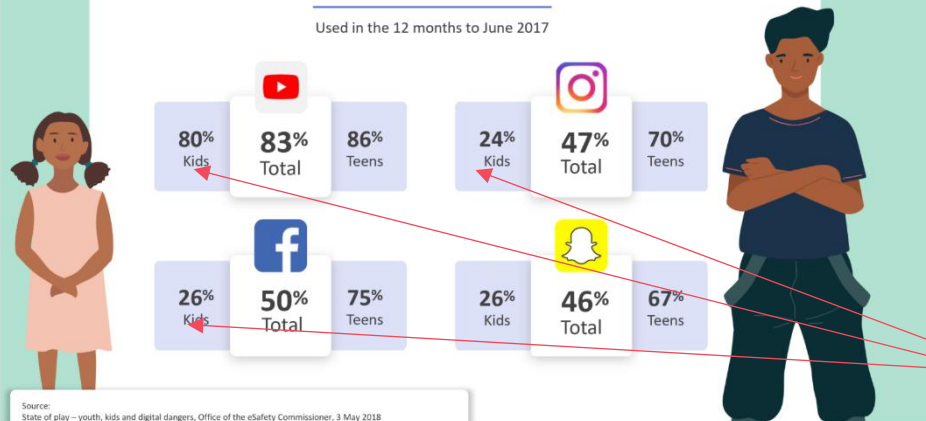 Used in the 12 months to June 2017
80% Kids
83% Total
86% Teens
24% Kids
47% Total
70% Teens
26% Kids
50% Total
75% Teens
26% Kids
46% Total
67% Teens
Source:
State of play – youth, kids and digital dangers, Office of the eSafety Commissioner, 3 May 2018